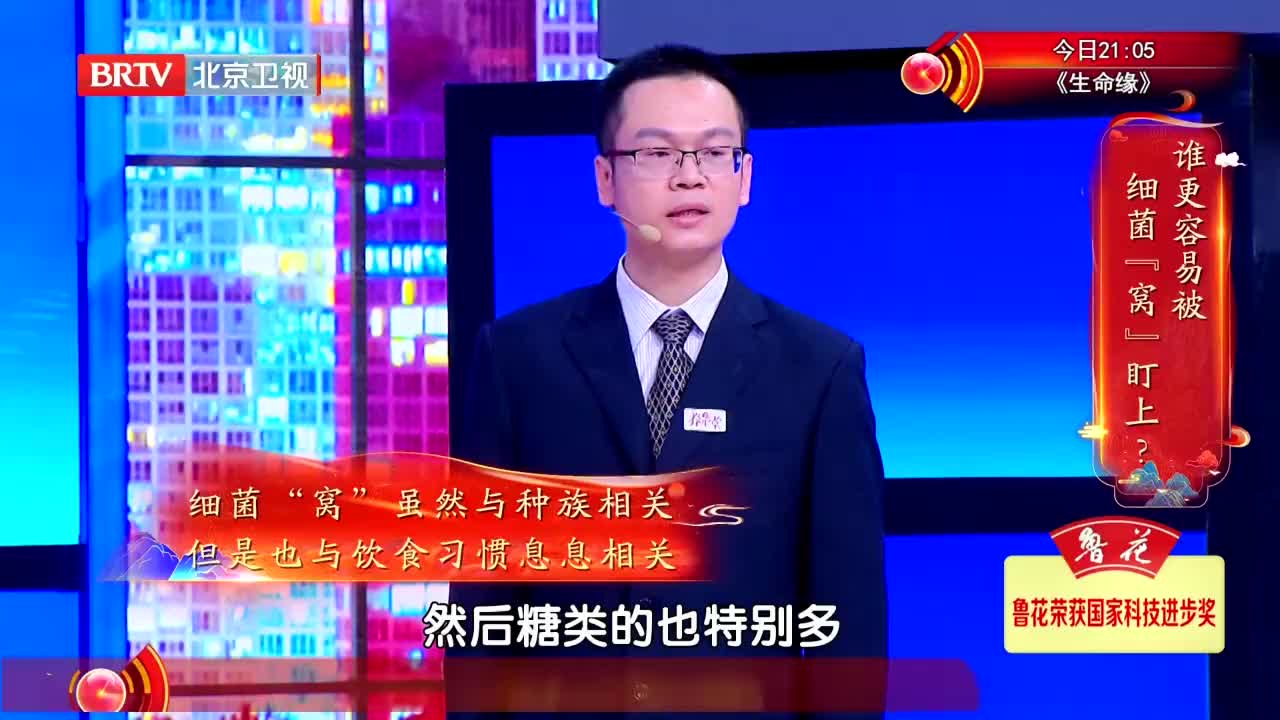 BRTV 北京卫视
今日21:05
《生命缘》
谁更容易被
细菌『窝』盯上?
细菌“窝”虽然与种族相关
但是也与饮食习惯息息相关
鲁花
鲁花荣获国家科技进步奖
然后糖类的也特别多